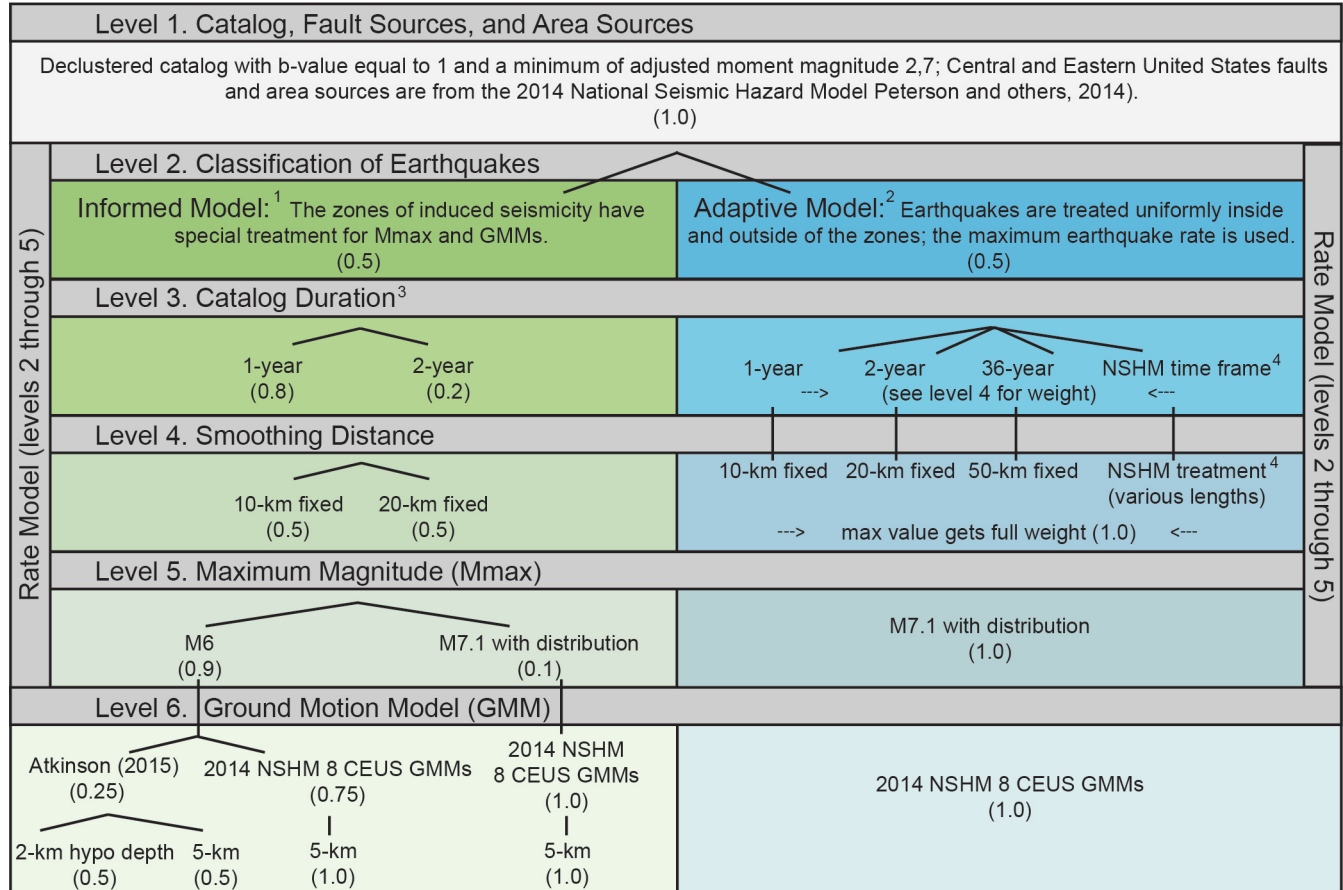 Level 1. Catalog, Fault Sources, and Area Sources
Declustered catalog with b-value equal to 1 and a minimum of adjusted moment magnitude 2,7; Central and Eastern United States faults
and area sources are from the 2014 National Seismic Hazard Model Peterson and others, 2014).
(1.0)
Rate Model (levels 2 through 5)
Level 2. Classification of Earthquakes
Informed Model:1 The zones of induced seismicity have
special treatment for Mmax and GMMs.
(0.5)
Adaptive Model:2 Earthquakes are treated uniformly inside
and outside of the zones; the maximum earthquake rate is used.
(0.5)
Rate Model (levels 2 through 5)
Level 3. Catalog Duration3
1-year
(0.8)
2-year
(0.2)
1-year 2-year 36-year NSHM time frame4
---> (see level 4 for weight) <---
Level 4. Smoothing Distance
10-km fixed
(0.5)
20-km fixed
(0.5)
10-km fixed 20-km fixed 50-km fixed NSHM treatment4
(various lengths)
---> max value gets full weight (1.0) <---
Level 5. Maximum Magnitude (Mmax)
M6
(0.9)
M7.1 with distribution
(0.1)
M7.1 with distribution
(1.0)
Level 6. Ground Motion Model (GMM)
Atkinson (2015)
(0.25)
2014 NSHM 8 CEUS GMMs
(0.75)
2014 NSHM
8 CEUS GMMs
(1.0)
2-km hypo depth
(0.5)
5-km
(0.5)
5-km
(1.0)
5-km
(1.0)
2014 NSHM 8 CEUS GMMs
(1.0)